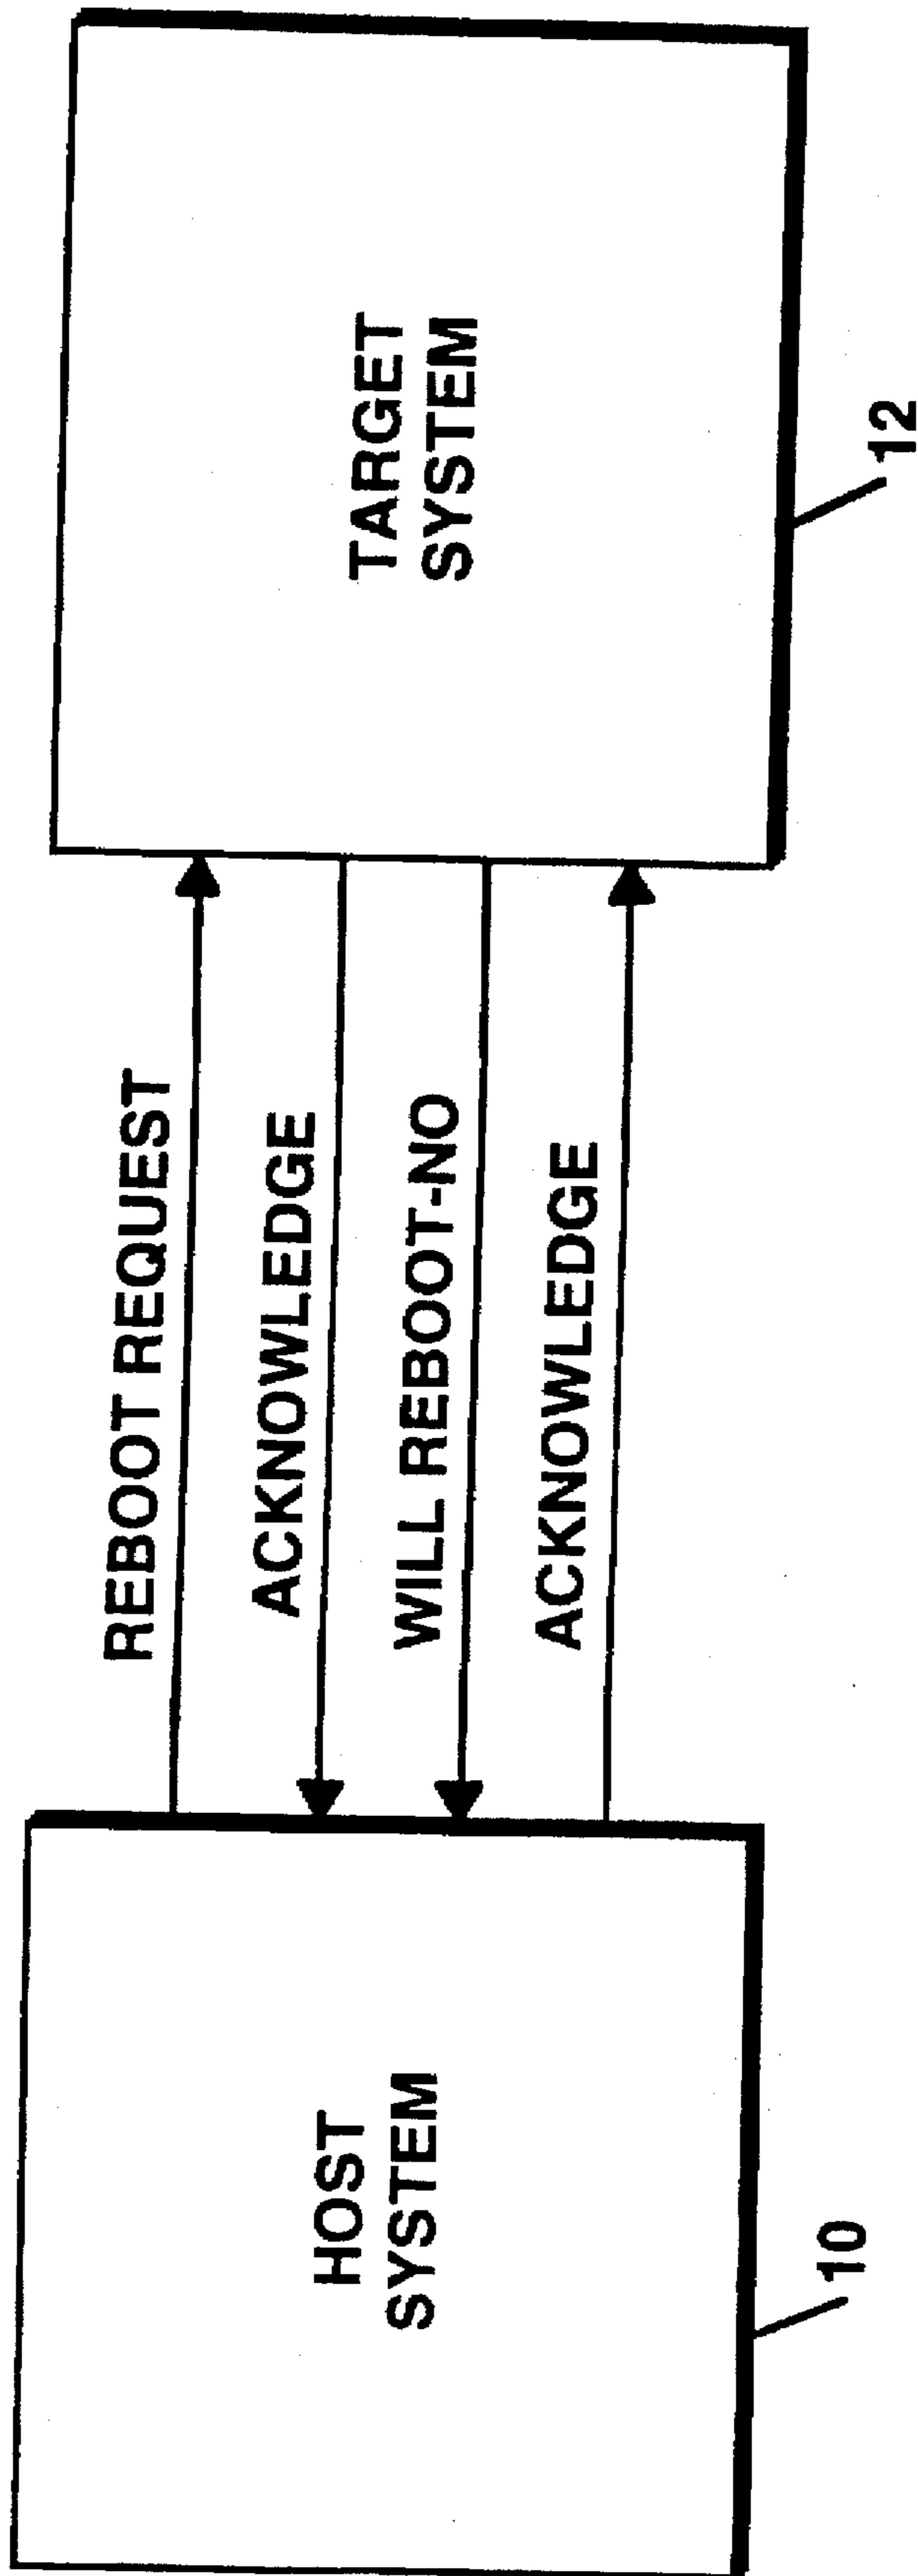 HOST
SYSTEM
10
REBOOT REQUEST
ACKNOWLEDGE
WILL REBOOT-NO
ACKNOWLEDGE
TARGET
SYSTEM
12